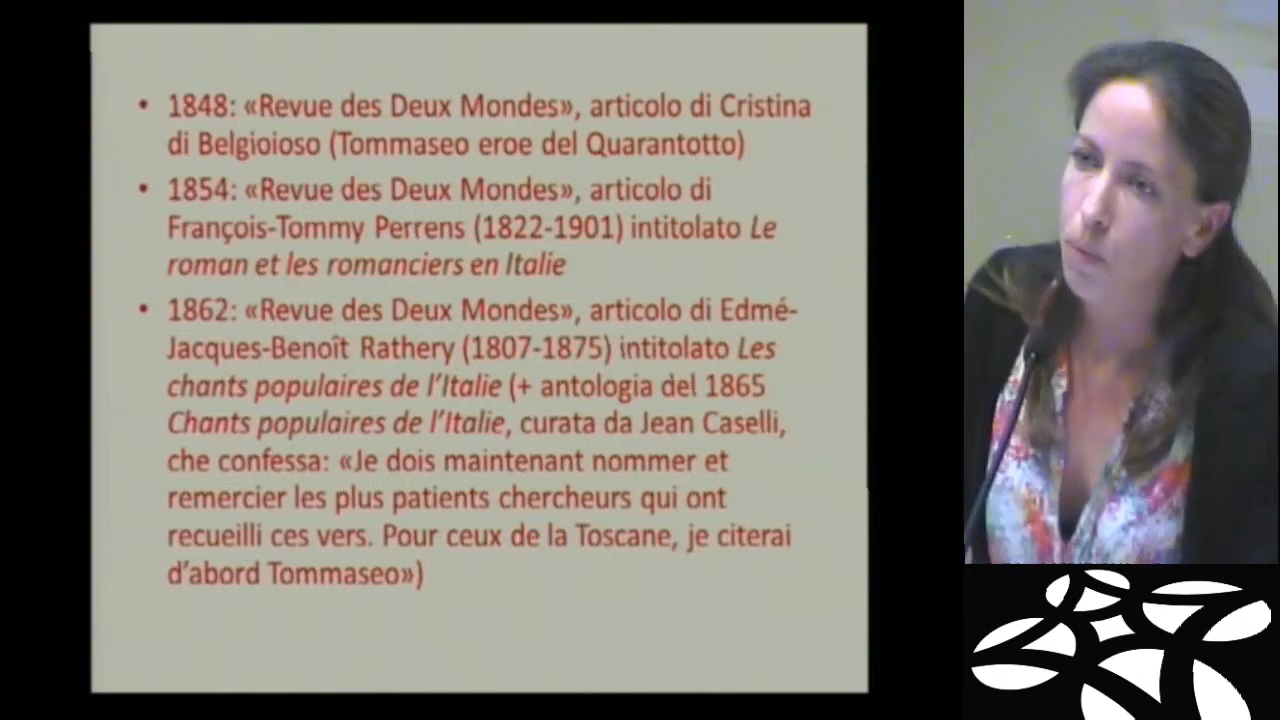 • 1848: «Revue des Deux Mondes», articolo di Cristina
di Belgioioso (Tommaseo eroe del Quarantotto)
• 1854: «Revue des Deux Mondes», articolo di
François-Tommy Perrens (1822-1901) intitolato Le
roman et les romanciers en Italie
• 1862: «Revue des Deux Mondes», articolo di Edmé-
Jacques-Benoît Rathery (1807-1875) intitolato Les
chants populaires de l'Italie (+ antologia del 1865
Chants populaires de l'Italie, curata da Jean Caselli,
che confessa: «Je dois maintenant nommer et
remercier les plus patients chercheurs qui ont
recueilli ces vers. Pour ceux de la Toscane, je citerai
d'abord Tommaseo»)